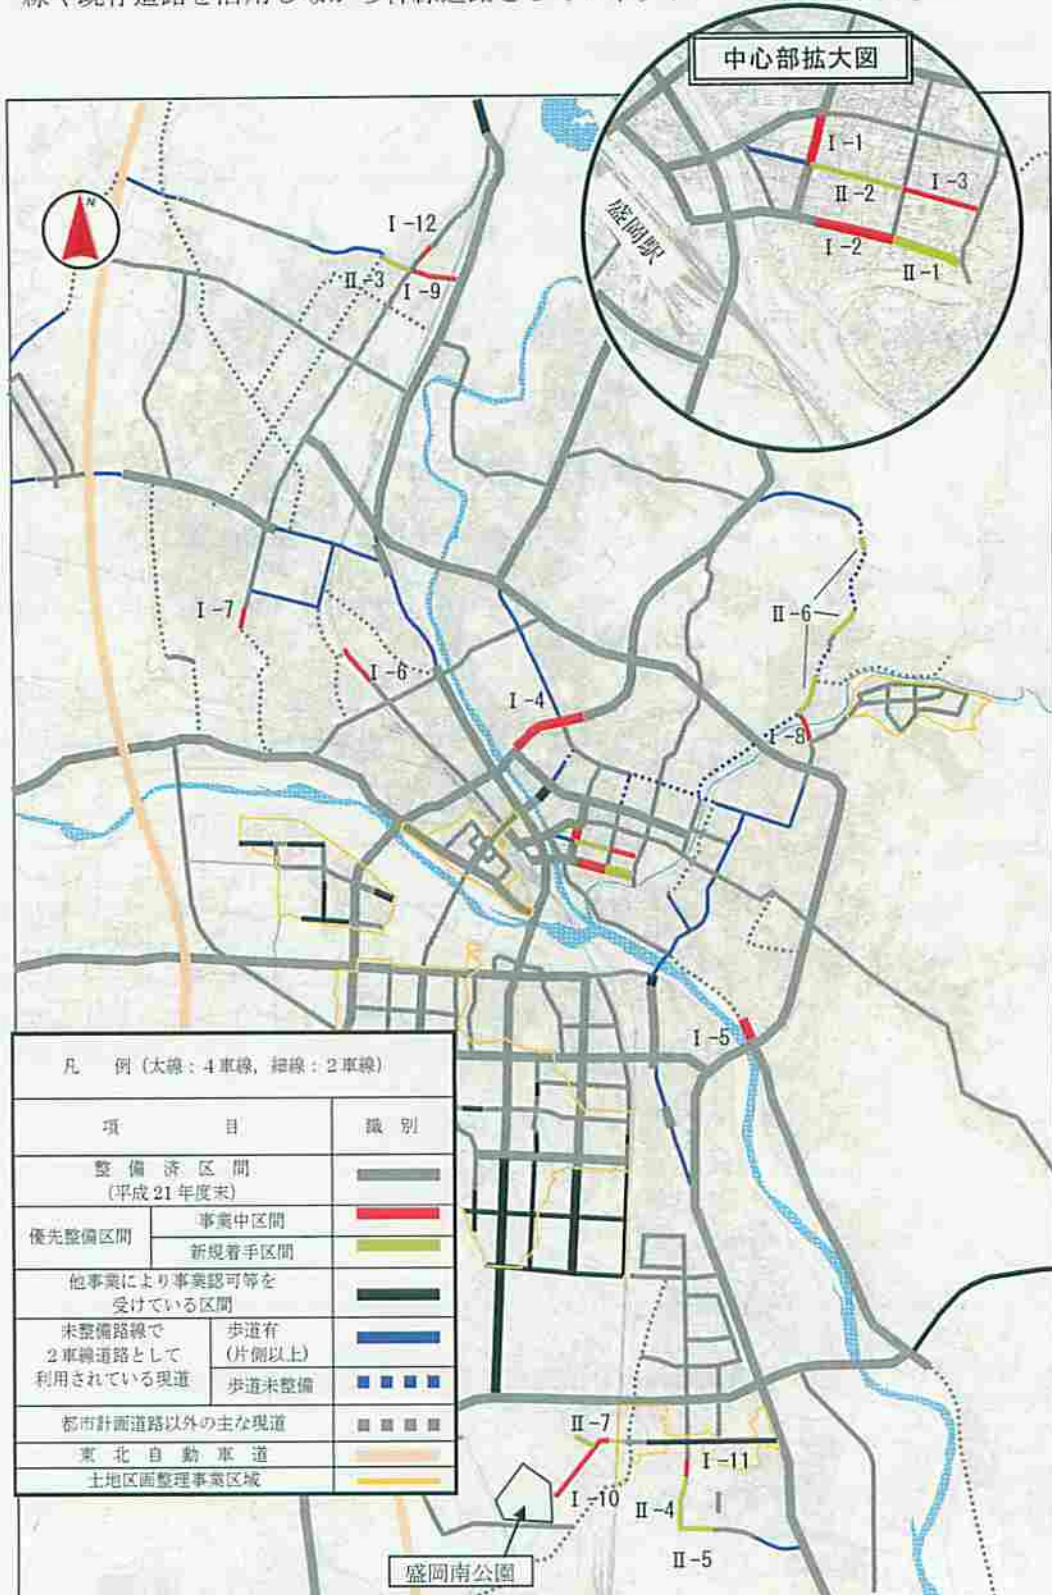 中心部拡大図
I-1
II-2
I-3
I-2
II-1
盛岡駅
N
I-12
II-3
I-9
I-7
I-6
I-4
II-6
I-8
I-5
凡 例 (太線:4車線, 細線:2車線)
項 目
識別
整備済区間
(平成21年度末)
優先整備区間
事業中区間
新規着手区間
他事業により事業認可等を
受けている区間
未整備路線で
2車線道路として
利用されている現道
歩道有
(片側以上)
歩道未整備
都市計画道路以外の主な現道
東北自動車道
土地区画整理事業区域
II-7
I-11
I-10
II-4
II-5
盛岡南公園